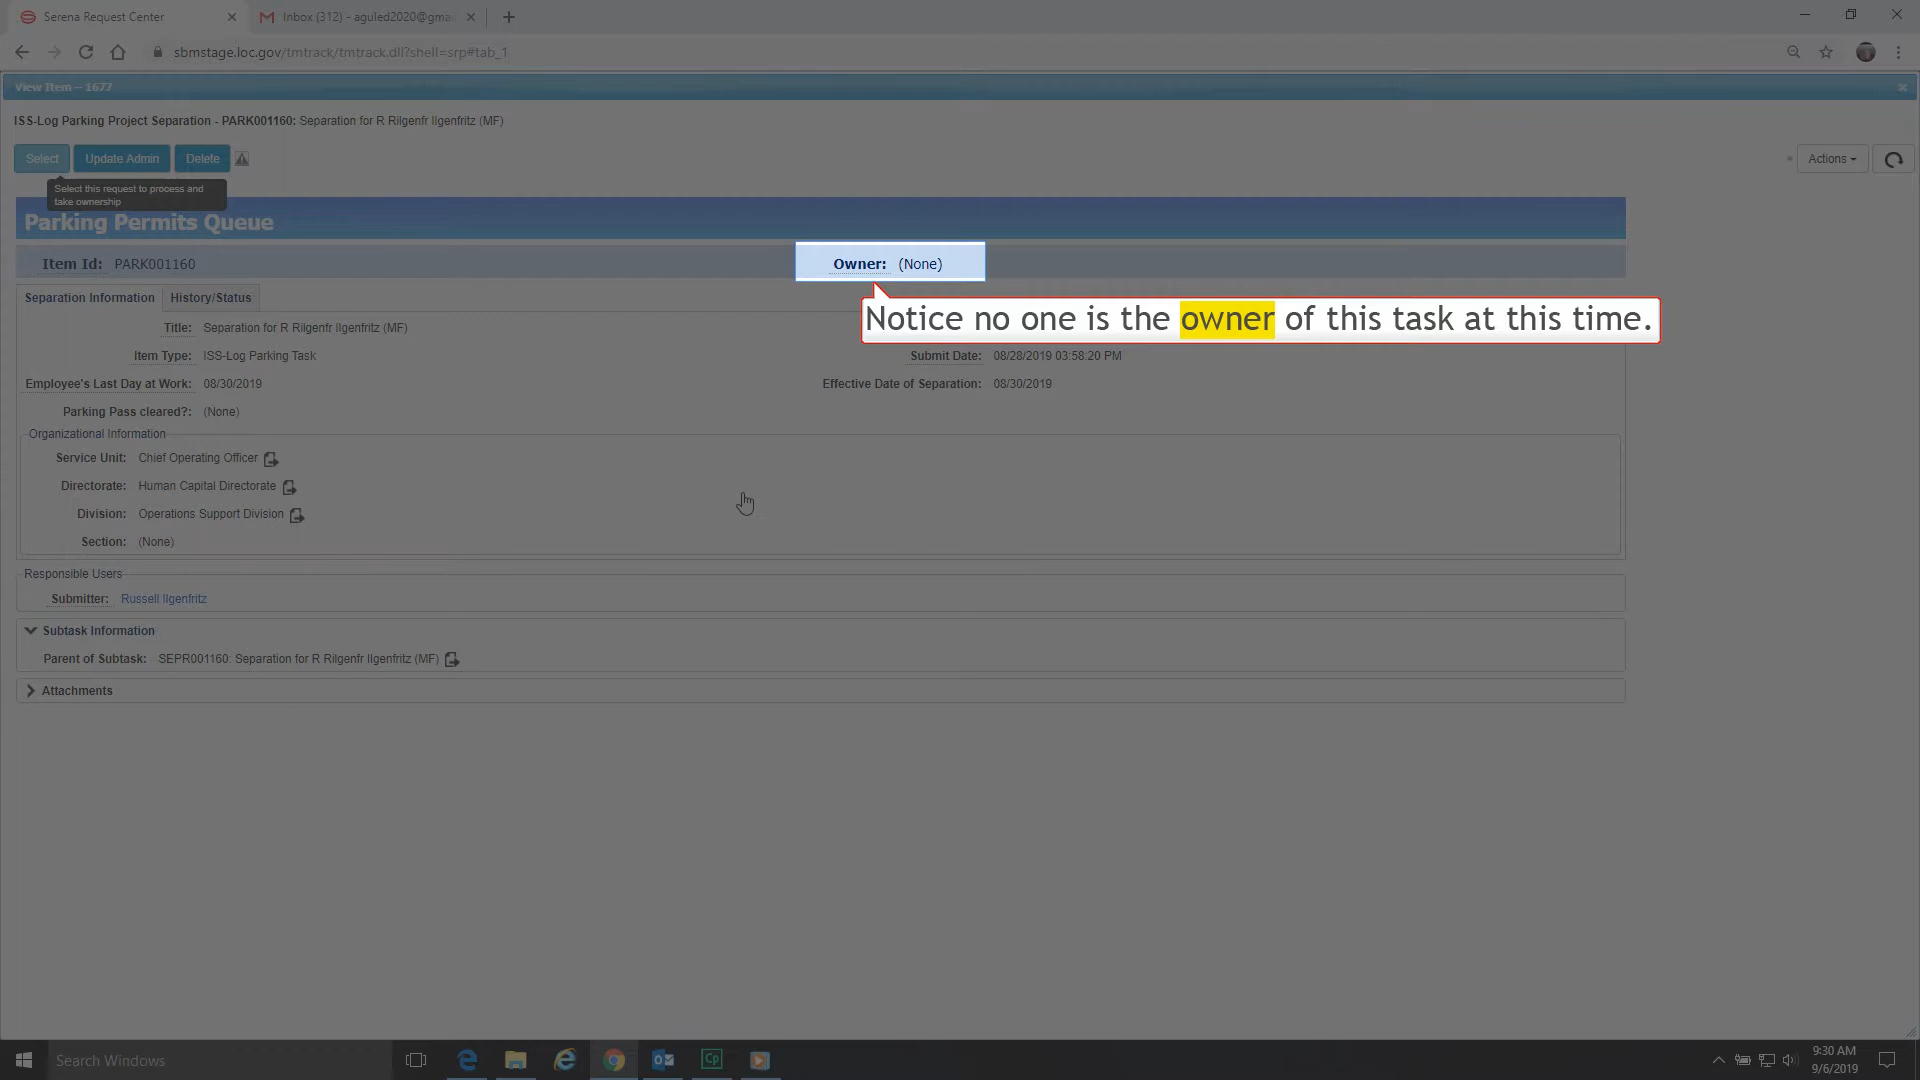 Serena Request Center
Inbox (312) - aguled2020@gma
sbmstage.loc.gov/tmtrack/tmtrack.dll?shell=srp#tab_1
View Item – 1677
ISS-Log Parking Project Separation - PARK001160: Separation for R Rilgenfr Ilgenfritz (MF)
Select Update Admin Delete
Actions
Select this request to process and
take ownership
Parking Permits Queue
Item Id: PARK001160
Owner: (None)
Separation Information History/Status
Notice no one is the owner of this task at this time.
Title: Separation for R Rilgenfr Ilgenfritz (MF)
Item Type: ISS-Log Parking Task
Submit Date: 08/28/2019 03:58:20 PM
Employee's Last Day at Work: 08/30/2019
Effective Date of Separation: 08/30/2019
Parking Pass cleared?: (None)
Organizational Information
Service Unit: Chief Operating Officer
Directorate: Human Capital Directorate
Division: Operations Support Division
Section: (None)
Responsible Users
Submitter: Russell Ilgenfritz
Subtask Information
Parent of Subtask: SEPR001160: Separation for R Rilgenfr Ilgenfritz (MF)
Attachments
Search Windows
Cp
9:30 AM
9/6/2019